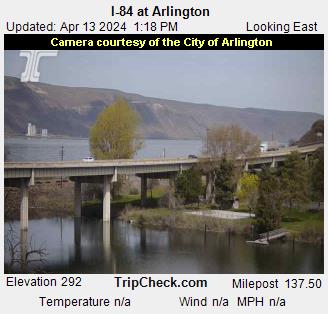 I-84 at Arlington
Updated: Apr 13 2024 1:18 PM Looking East
Camera courtesy of the City of Arlington
Elevation 292 TripCheck.com Milepost 137.50
Temperature n/a Wind n/a MPH n/a